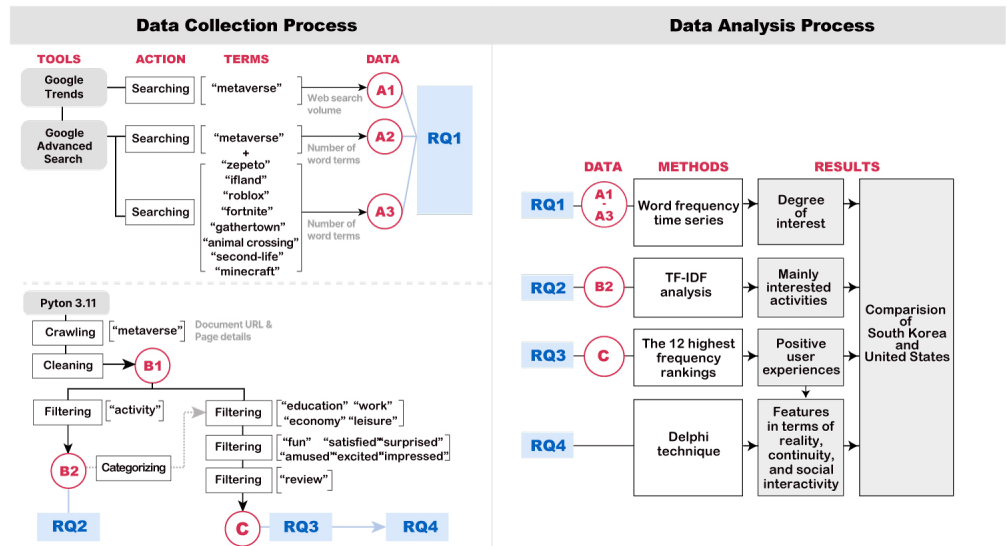 Data Collection Process
TOOLS
ACTION
TERMS
DATA
Google
Trends
Searching
“metaverse”
Web search
volume
A1
Google
Advanced
Search
Searching
“metaverse”
+
Number of
word terms
A2
RQ1
Searching
“zepeto”
“ifland”
“roblox”
“fortnite”
“gathertown”
“animal crossing”
“second-life”
“minecraft”
Number of
word terms
A3
Pyton 3.11
Crawling
“metaverse”
Document URL &
Page details
Cleaning
B1
Filtering
“activity”
B2
Categorizing
RQ2
Filtering
“education” “work”
“economy” “leisure”
Filtering
“fun” “satisfied”“surprised”
“amused”“excited”“impressed”
Filtering
“review”
C
RQ3
RQ4
Data Analysis Process
DATA
METHODS
RESULTS
RQ1
A1
-
A3
Word frequency
time series
Degree
of
interest
RQ2
B2
TF-IDF
analysis
Mainly
interested
activities
RQ3
C
The 12 highest
frequency
rankings
Positive
user
experiences
RQ4
Delphi
technique
Features
in terms of
reality,
continuity,
and social
interactivity
Comparision
of
South Korea
and
United States